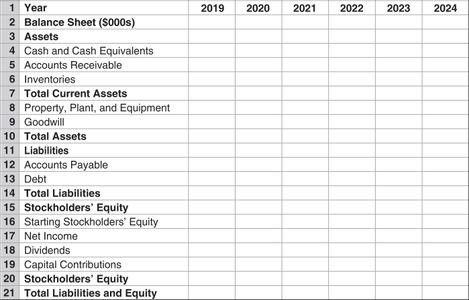 1 Year 2019 2020 2021 2022 2023 2024
2 Balance Sheet ($000s)
3 Assets
4 Cash and Cash Equivalents
5 Accounts Receivable
6 Inventories
7 Total Current Assets
8 Property, Plant, and Equipment
9 Goodwill
10 Total Assets
11 Liabilities
12 Accounts Payable
13 Debt
14 Total Liabilities
15 Stockholders' Equity
16 Starting Stockholders' Equity
17 Net Income
18 Dividends
19 Capital Contributions
20 Stockholders' Equity
21 Total Liabilities and Equity